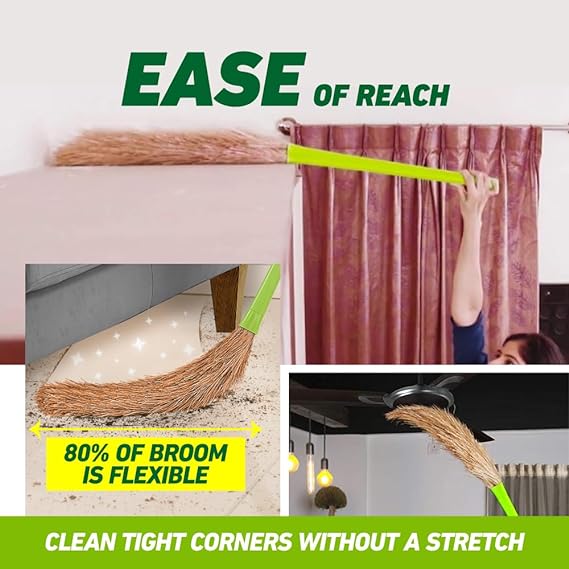 EASE OF REACH
80% OF BROOM
IS FLEXIBLE
CLEAN TIGHT CORNERS WITHOUT A STRETCH